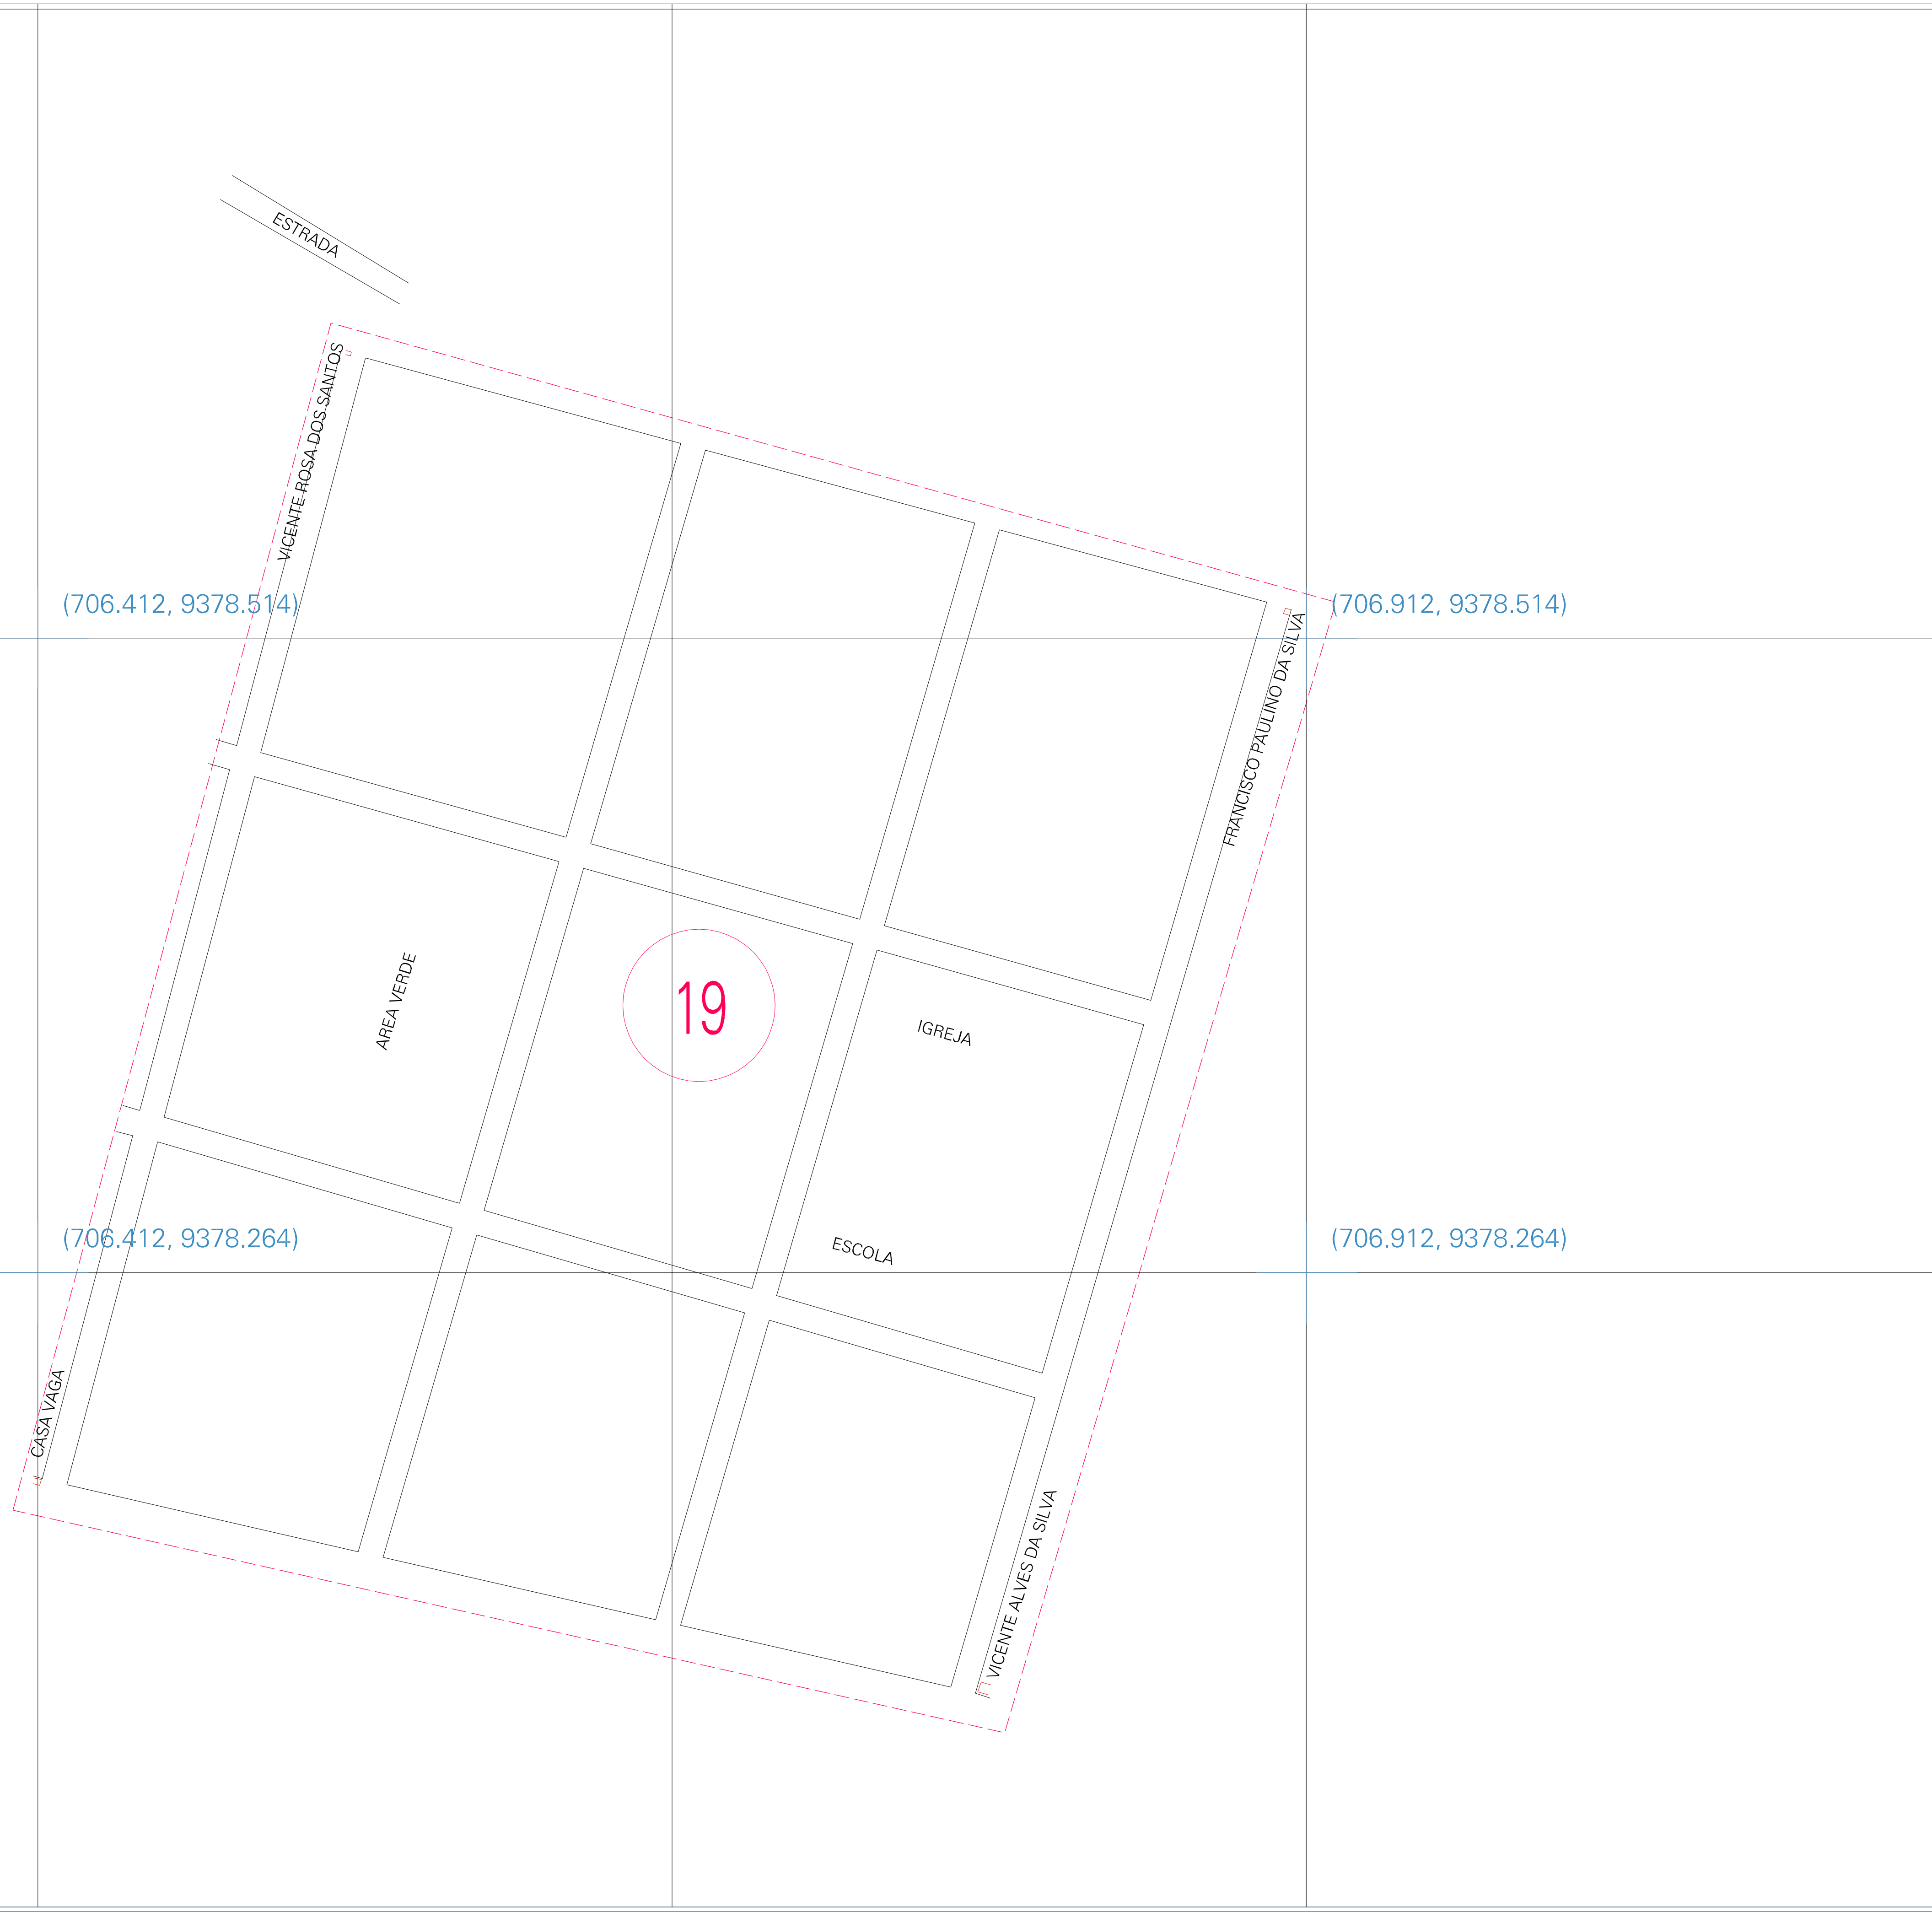 ESTRADA
VICENTE ROSA DOS SANTOS
(706.412, 9378.514)
(706.912, 9378.514)
FRANCISCO PAULINO DA SILVA
AREA VERDE
19
IGREJA
(706.412, 9378.264)
ESCOLA
(706.912, 9378.264)
CASA VAGA
VICENTE ALVES DA SILVA